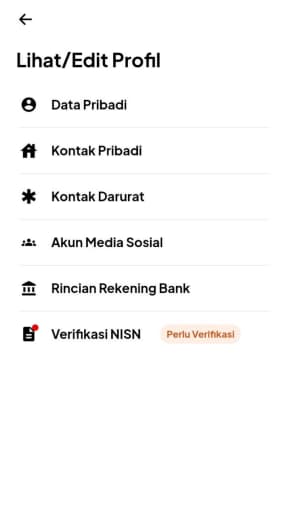 Lihat/Edit Profil
Data Pribadi
Kontak Pribadi
Kontak Darurat
Akun Media Sosial
Rincian Rekening Bank
Verifikasi NISN Perlu Verifikasi